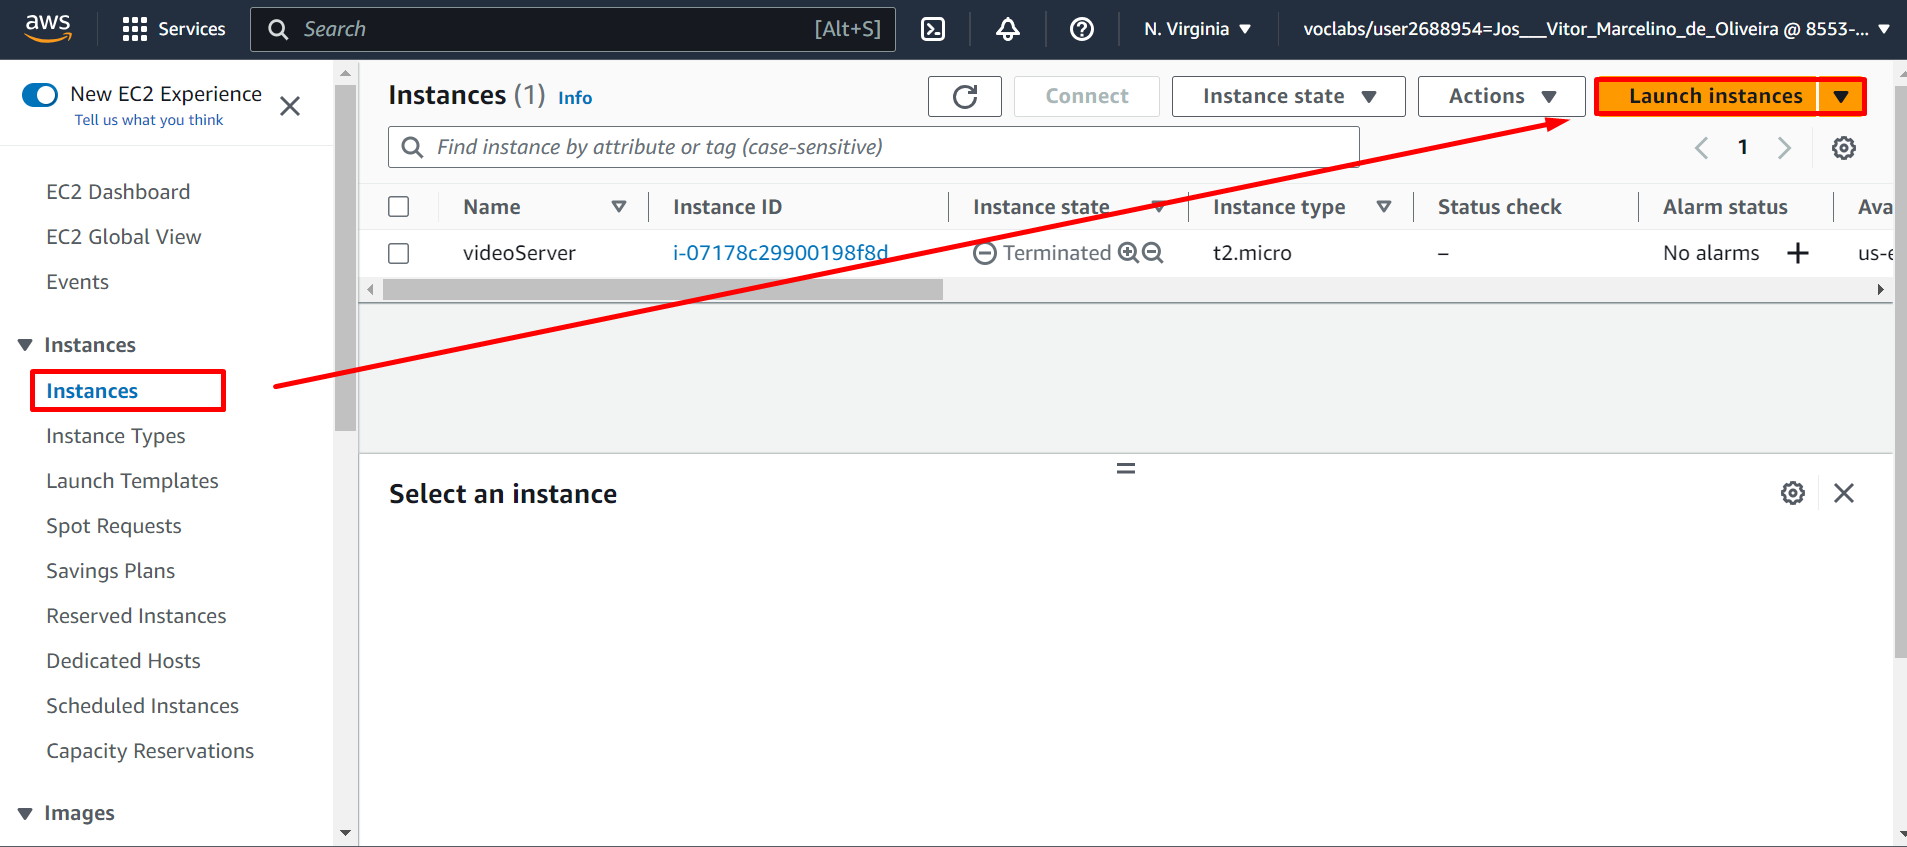 aws
Services
Search
[Alt+S]
N. Virginia
voclabs/user2688954=Jos___Vitor_Marcelino_de_Oliveira @ 8553-...
New EC2 Experience
Tell us what you think
EC2 Dashboard
EC2 Global View
Events
Instances
Instances
Instance Types
Launch Templates
Spot Requests
Savings Plans
Reserved Instances
Dedicated Hosts
Scheduled Instances
Capacity Reservations
Images
Instances (1) Info
Connect
Instance state
Actions
Launch instances
Find instance by attribute or tag (case-sensitive)
1
Name Instance ID Instance state Instance type Status check Alarm status Ava
videoServer i-07178c29900198f8d Terminated t2.micro – No alarms + us-e
Select an instance